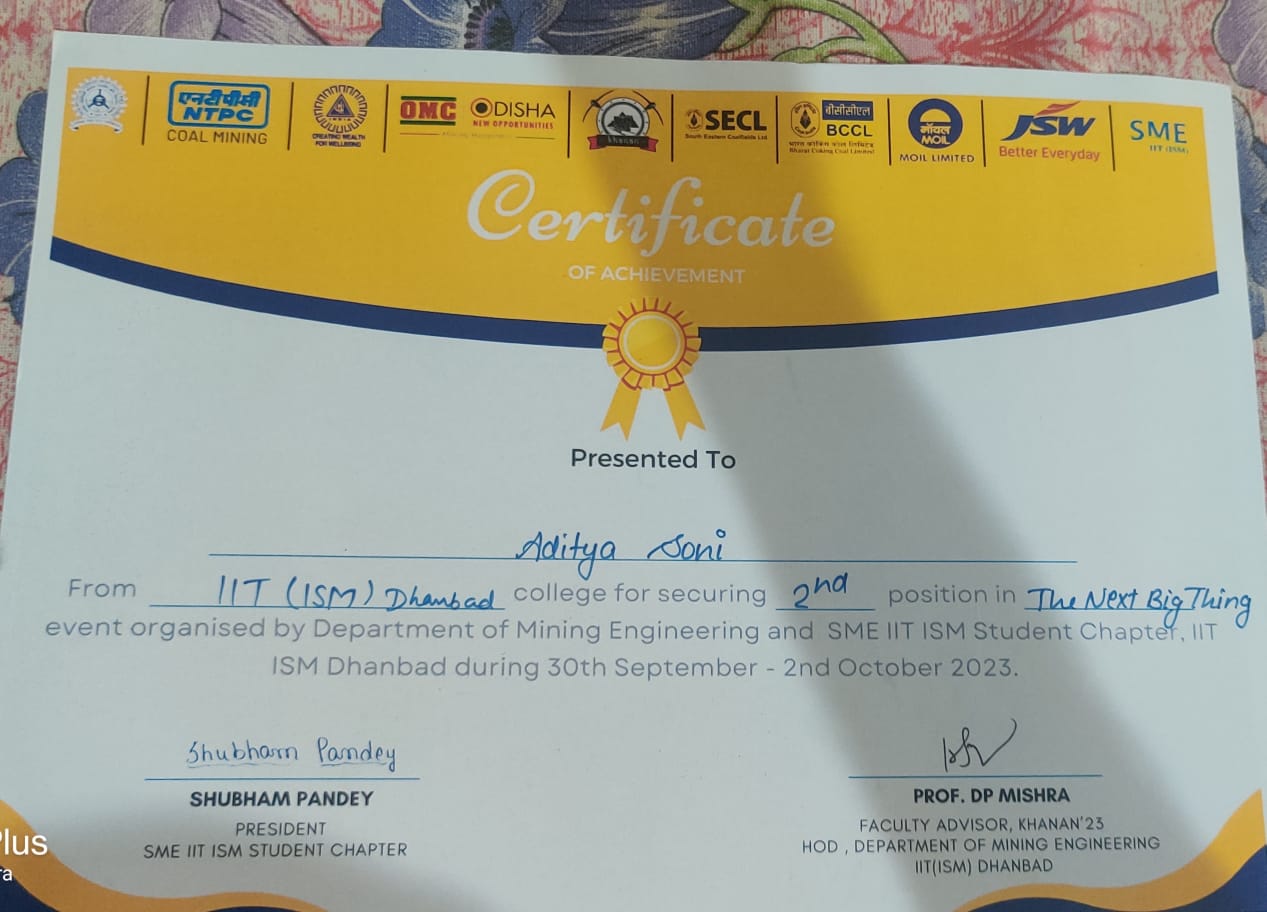 एनटीपीसी
NTPC
COAL MINING
CREATING WEALTH
FOR WELLBEING
OMC
ODISHA
NEW OPPORTUNITIES
khanan
SECL
South Eastern Coalfields Ltd
बीसीसीएल
BCCL
भारत कोकिंग कोल लिमिटेड
Bharat Coking Coal Limited
मॉयल
MOIL
MOIL LIMITED
JSW
Better Everyday
SME
IIT (ISM)
Certificate
OF ACHIEVEMENT
Presented To
Aditya Soni
From IIT (ISM) Dhanbad college for securing 2nd position in The Next Big Thing
event organised by Department of Mining Engineering and SME IIT ISM Student Chapter, IIT
ISM Dhanbad during 30th September - 2nd October 2023.
Shubham Pandey
SHUBHAM PANDEY
PRESIDENT
SME IIT ISM STUDENT CHAPTER
PROF. DP MISHRA
FACULTY ADVISOR, KHANAN'23
HOD , DEPARTMENT OF MINING ENGINEERING
IIT(ISM) DHANBAD
Plus
ra